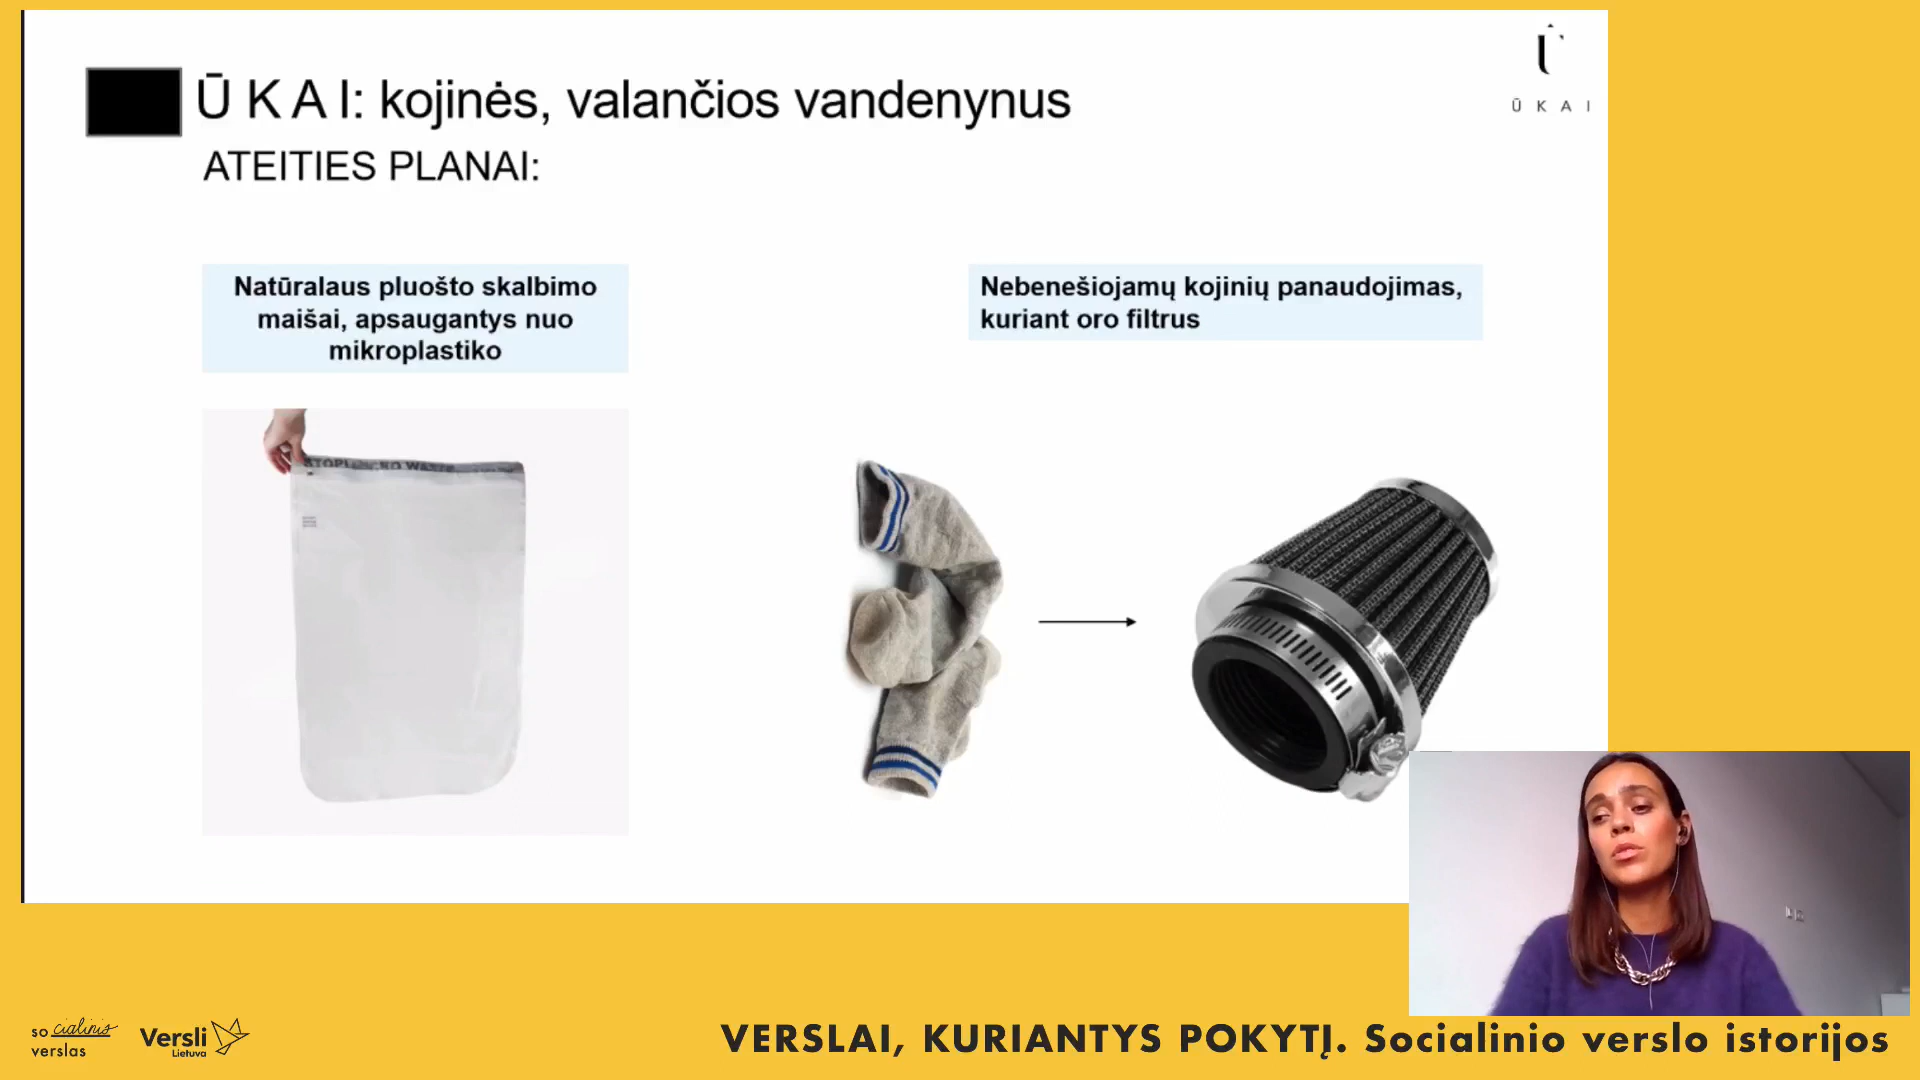 Ū K A I: kojinės, valančios vandenynus
ATEITIES PLANAI:
Ū K A I
Natūralaus pluošto skalbimo
maišai, apsaugantys nuo
mikroplastiko
Nebenešiojamų kojinių panaudojimas,
kuriant oro filtrus
socialinis
verslas
Versli
Lietuva
VERSLAI, KURIANTYS POKYTĮ. Socialinio verslo istorijos